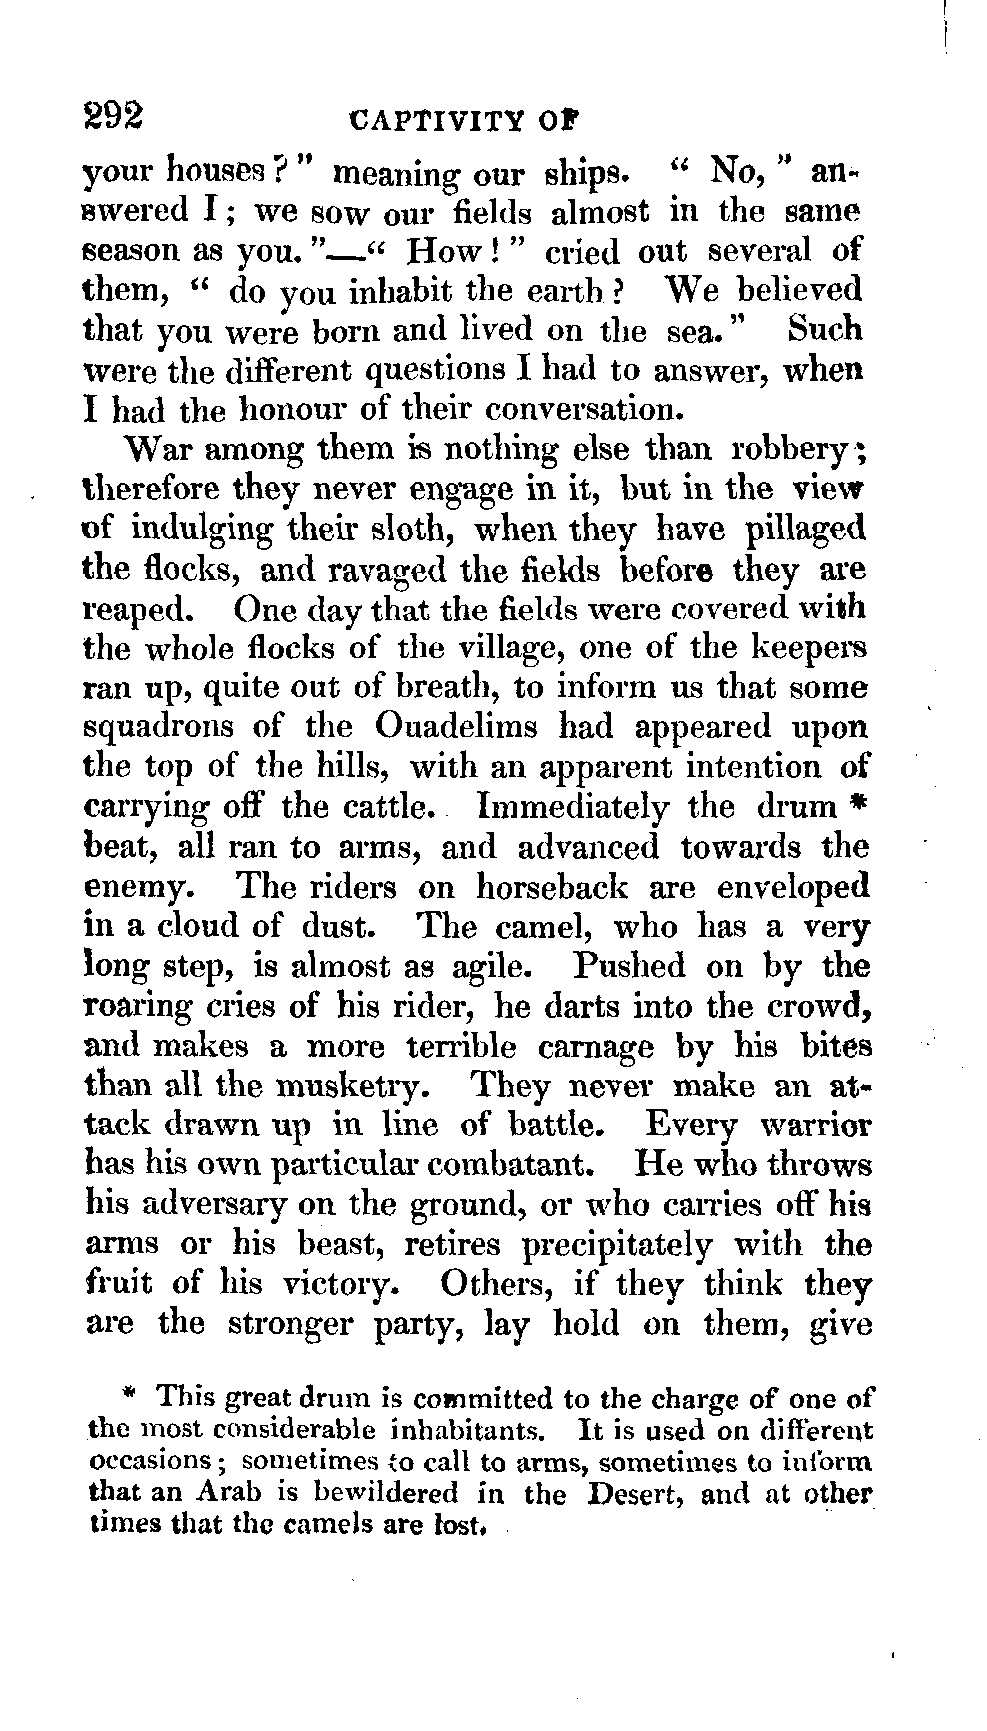 292 CAPTIVITY OF
your houses?" meaning our ships. "No," an-
swered I; we sow our fields almost in the same
season as you."—"How!" cried out several of
them, "do you inhabit the earth? We believed
that you were born and lived on the sea." Such
were the different questions I had to answer, when
I had the honour of their conversation.
War among them is nothing else than robbery;
therefore they never engage in it, but in the view
of indulging their sloth, when they have pillaged
the flocks, and ravaged the fields before they are
reaped. One day that the fields were covered with
the whole flocks of the village, one of the keepers
ran up, quite out of breath, to inform us that some
squadrons of the Ouadelims had appeared upon
the top of the hills, with an apparent intention of
carrying off the cattle. Immediately the drum *
beat, all ran to arms, and advanced towards the
enemy. The riders on horseback are enveloped
in a cloud of dust. The camel, who has a very
long step, is almost as agile. Pushed on by the
roaring cries of his rider, he darts into the crowd,
and makes a more terrible carnage by his bites
than all the musketry. They never make an at-
tack drawn up in line of battle. Every warrior
has his own particular combatant. He who throws
his adversary on the ground, or who carries off his
arms or his beast, retires precipitately with the
fruit of his victory. Others, if they think they
are the stronger party, lay hold on them, give
* This great drum is committed to the charge of one of
the most considerable inhabitants. It is used on different
occasions; sometimes to call to arms, sometimes to inform
that an Arab is bewildered in the Desert, and at other
times that the camels are lost.